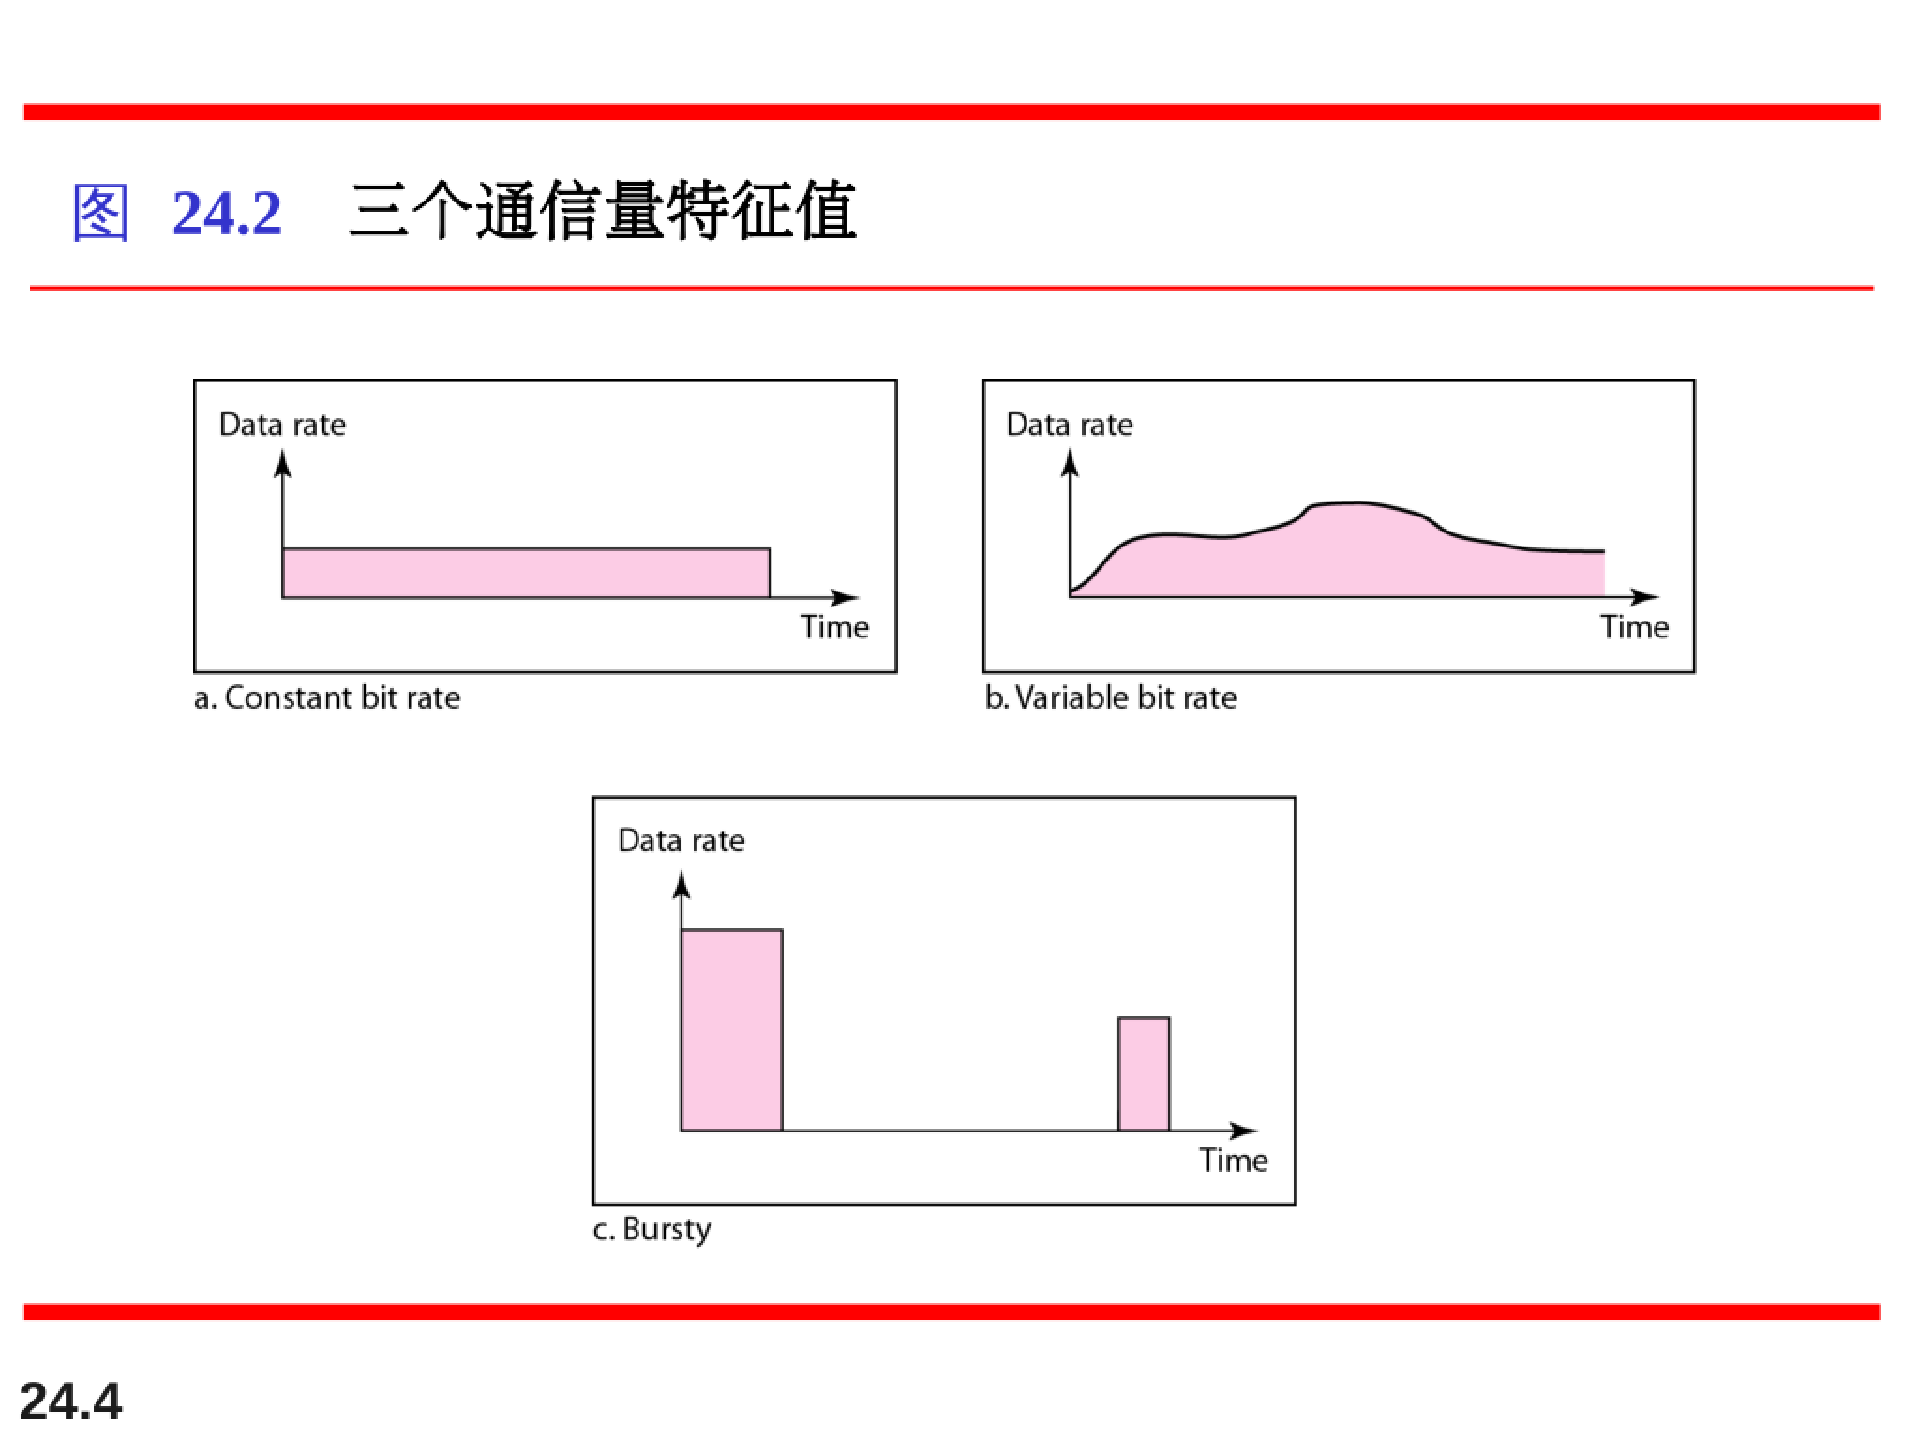 图 24.2 三个通信量特征值
Data rate
Time
a. Constant bit rate
Data rate
Time
b. Variable bit rate
Data rate
Time
c. Bursty
24.4